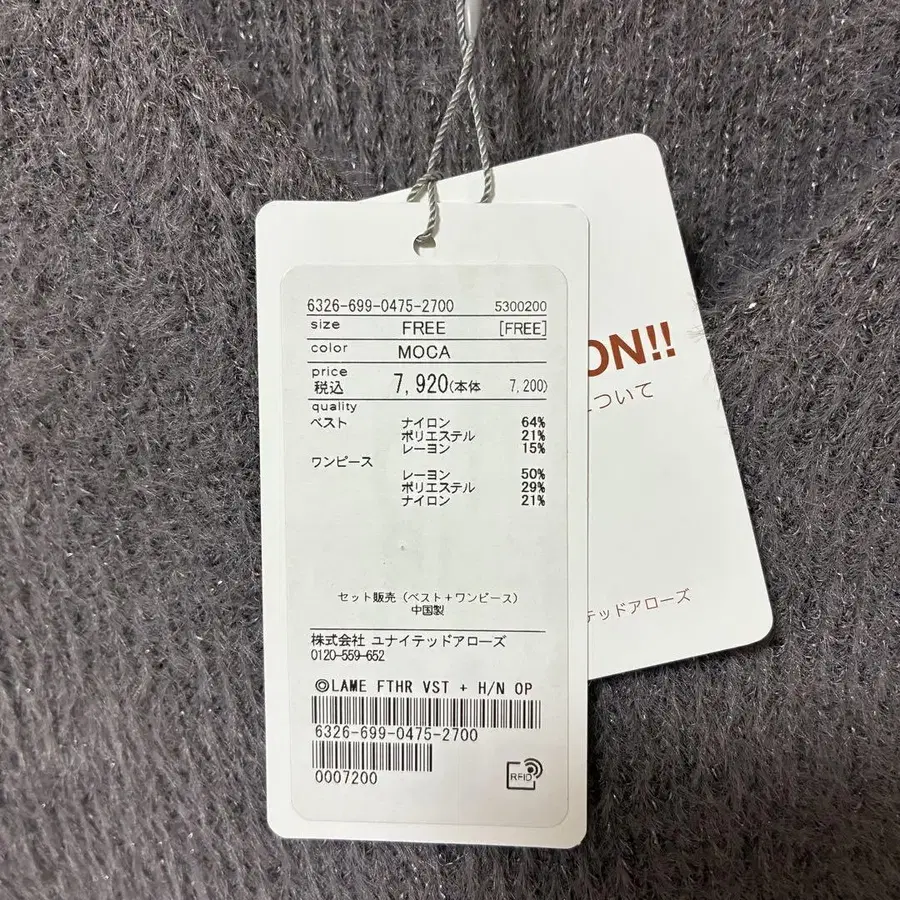 6326-699-0475-2700 5300200
size FREE [FREE]
color MOCA
price
税込 7,920(本体 7,200)
quality
ベスト ナイロン 64%
ポリエステル 21%
レーヨン 15%
ワンピース
レーヨン 50%
ポリエステル 29%
ナイロン 21%
セット販売(ベスト+ワンピース)
中国製
株式会社 ユナイテッドアローズ
0120-559-652
◎LAME FTHR VST + H/N OP
6326-699-0475-2700
0007200
RFID
ON!!
について
テッドアローズ